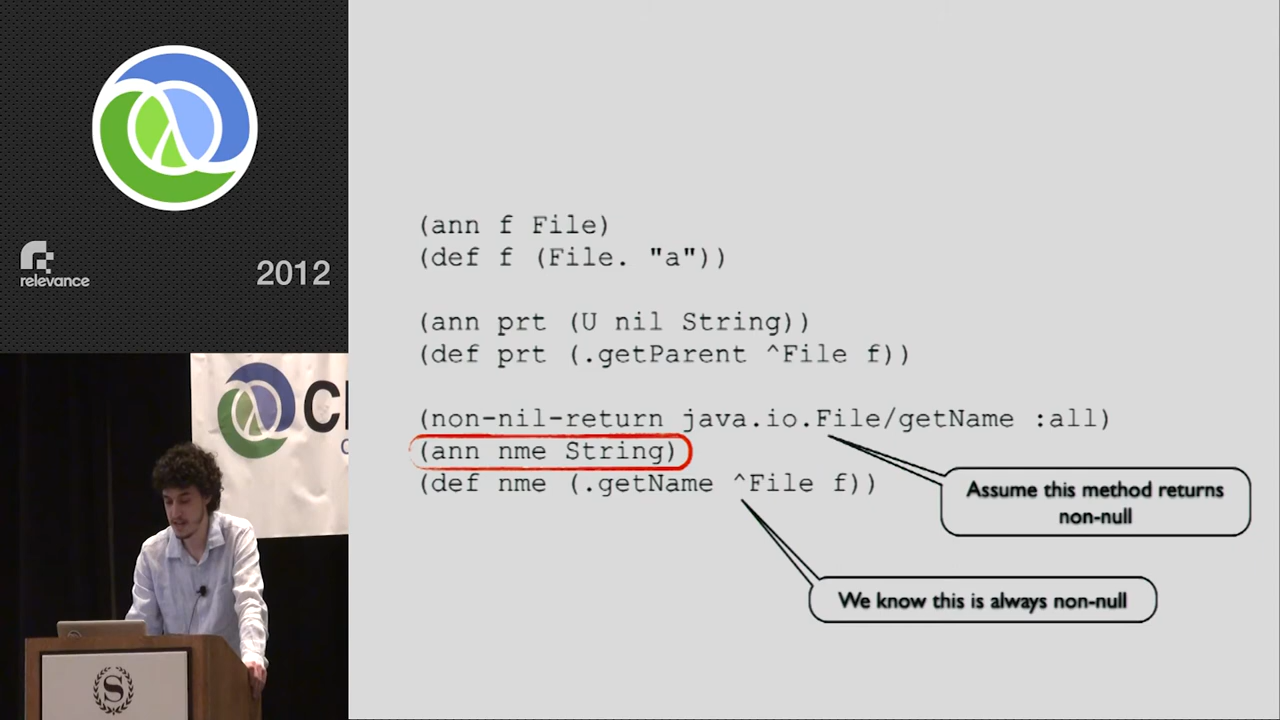 relevance
2012
(ann f File)
(def f (File. "a"))
(ann prt (U nil String))
(def prt (.getParent ^File f))
(non-nil-return java.io.File/getName :all)
(ann nme String)
(def nme (.getName ^File f))
Assume this method returns
non-null
We know this is always non-null
S